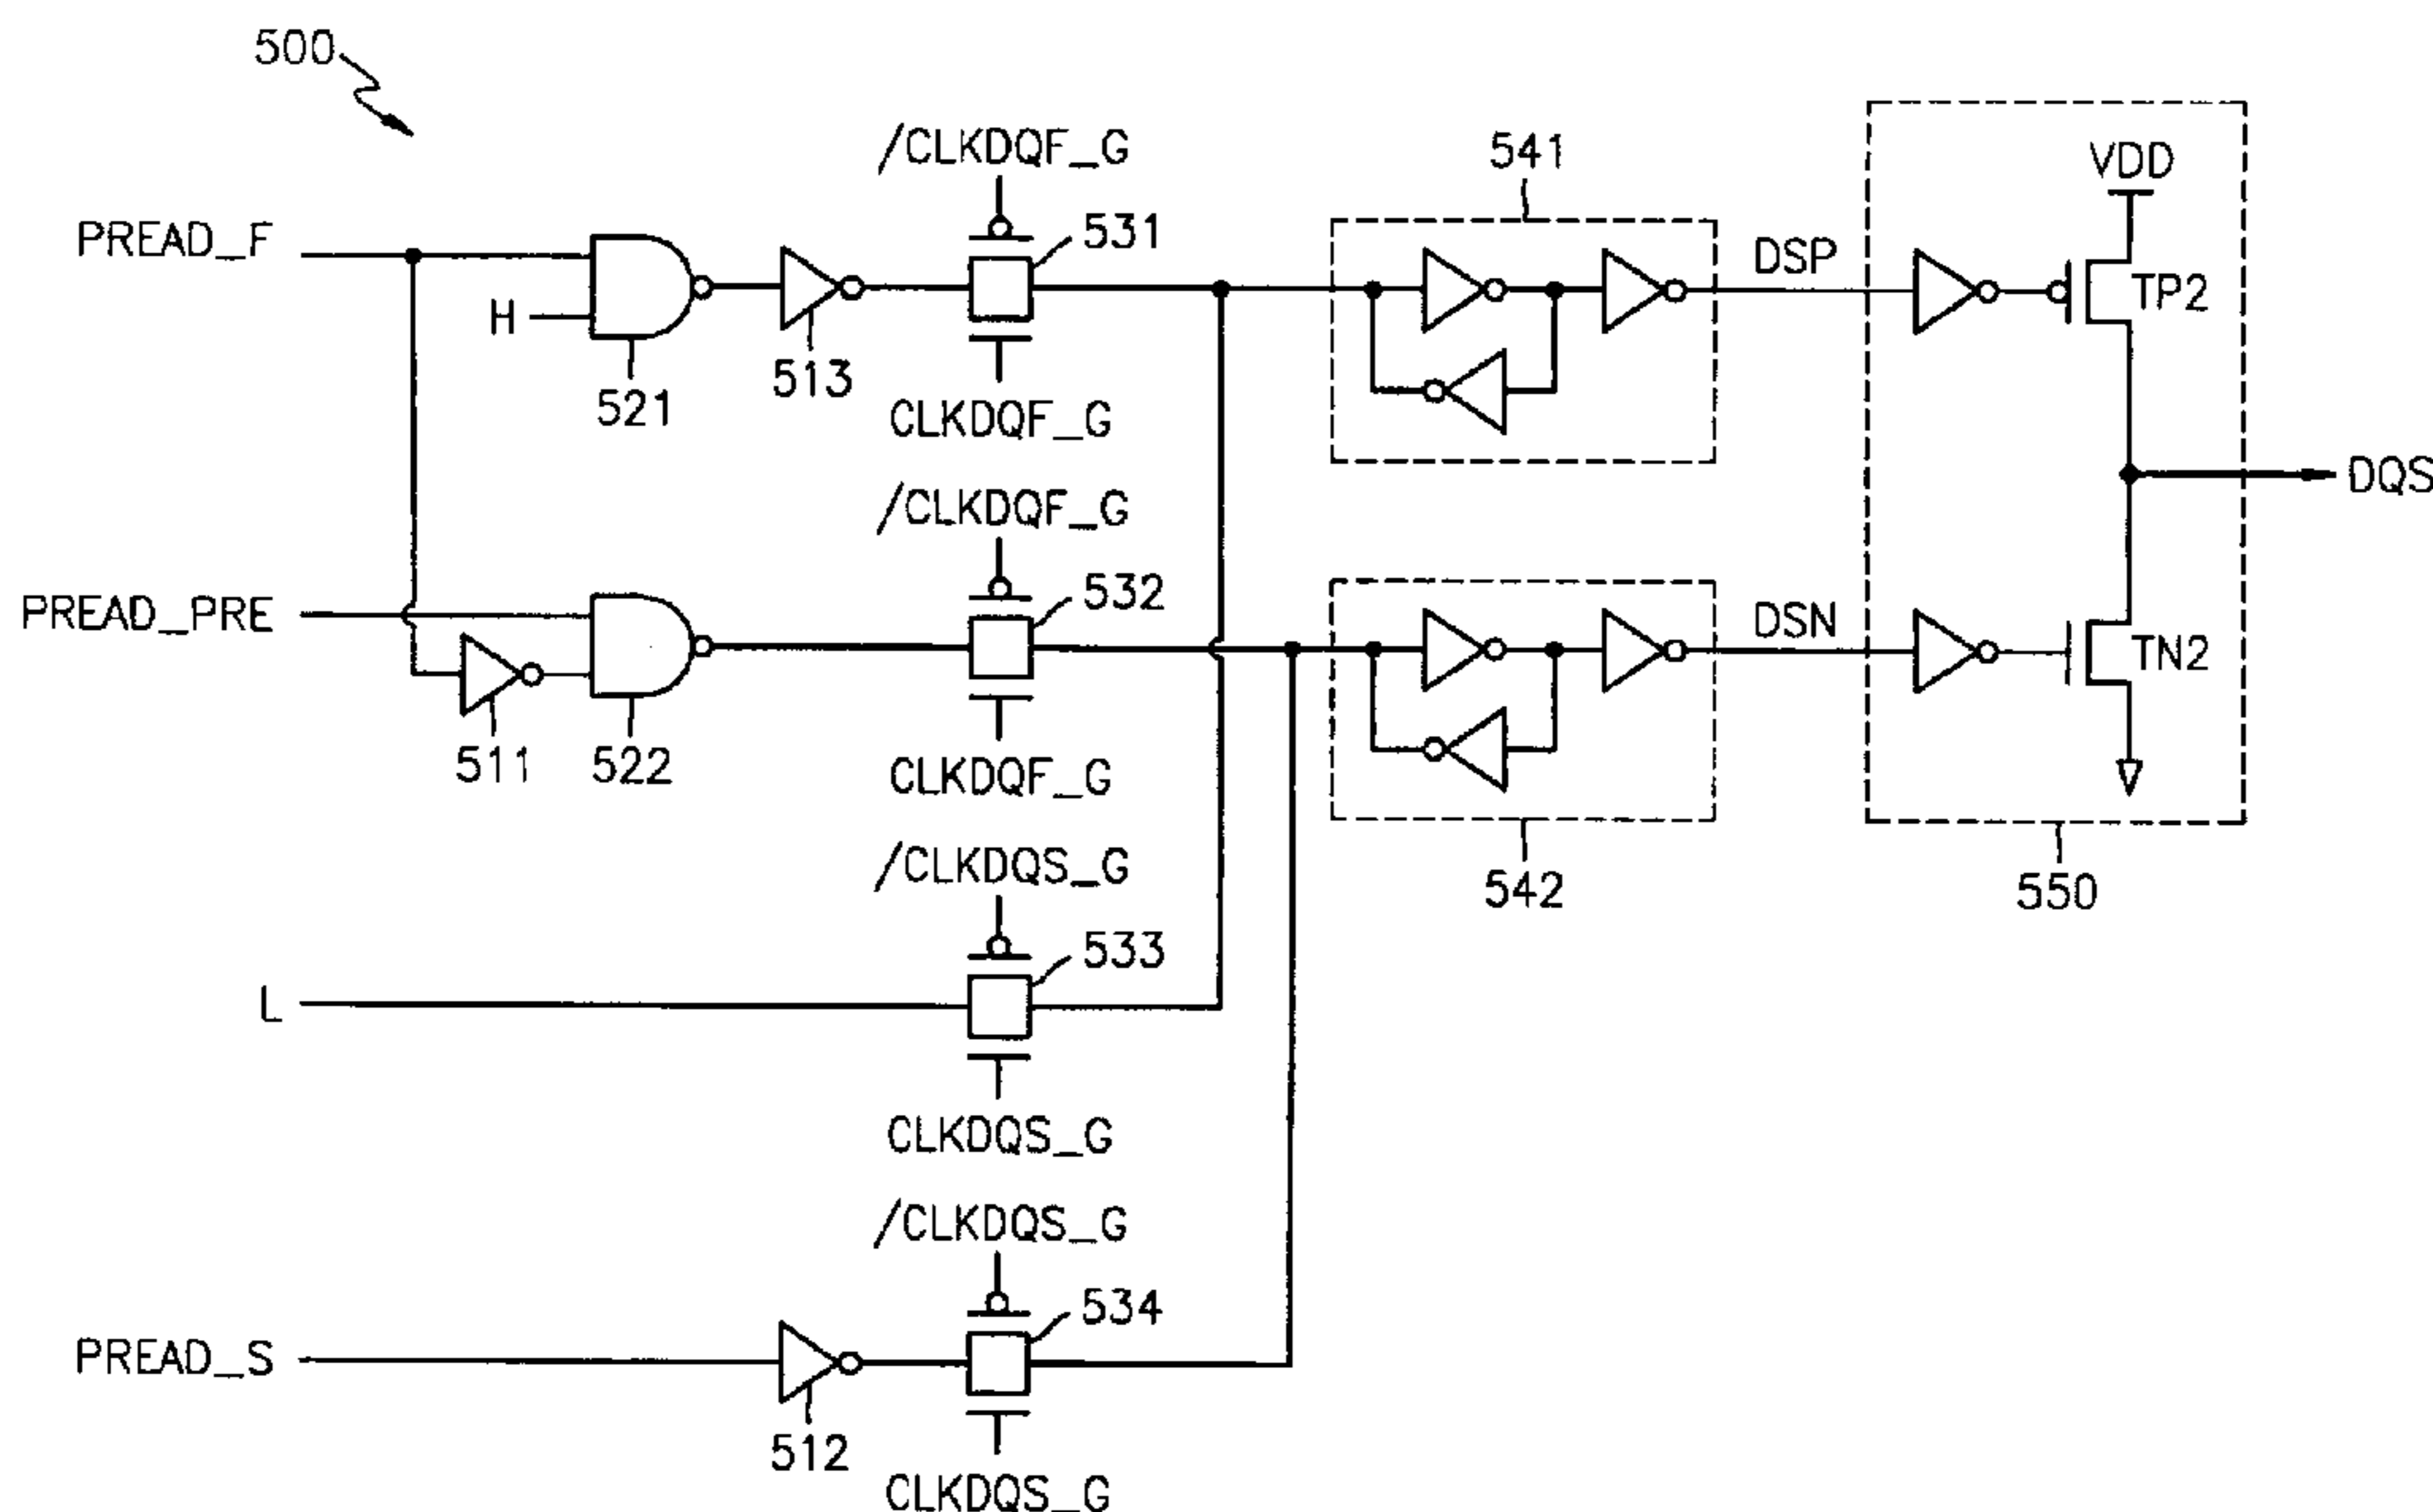 500
/CLKDQF_G
541
VDD
PREAD_F
531
DSP
TP2
H
513
521
CLKDQF_G
DQS
/CLKDQF_G
PREAD_PRE
532
DSN
TN2
511
522
CLKDQF_G
542
550
/CLKDQS_G
533
L
CLKDQS_G
/CLKDQS_G
534
PREAD_S
512
CLKDQS_G